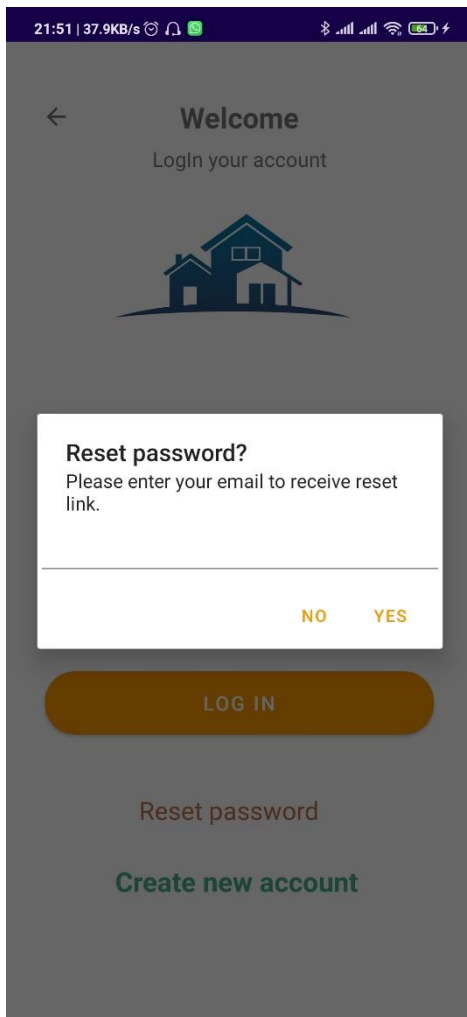 21:51 | 37.9KB/s
64
Welcome
LogIn your account
Reset password?
Please enter your email to receive reset
link.
NO YES
LOG IN
Reset password
Create new account